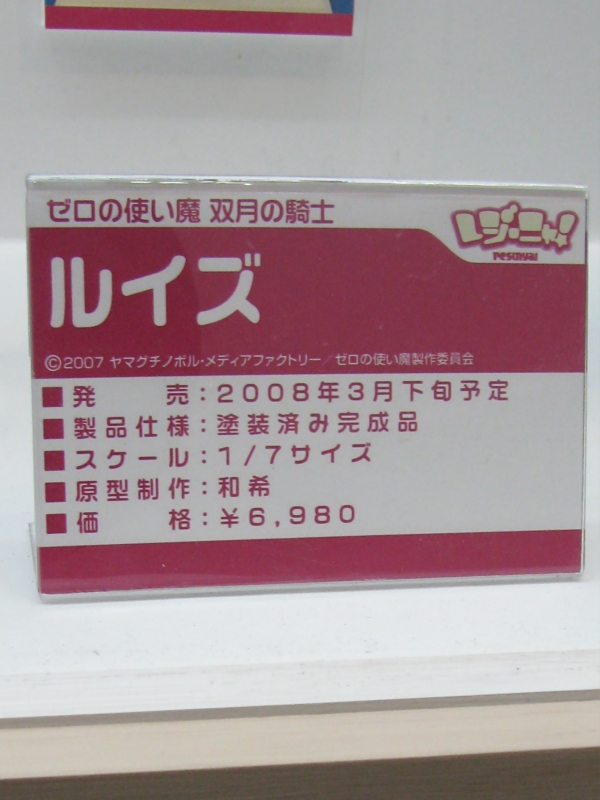 ゼロの使い魔 双月の騎士
レジ・ニャ!
PESINYA!
ルイズ
©2007 ヤマグチノボル・メディアファクトリー／ゼロの使い魔製作委員会
■発　　売：2008年3月下旬予定
■製品仕様：塗装済み完成品
■スケール：1/7サイズ
■原型制作：和希
■価　　格：￥6,980